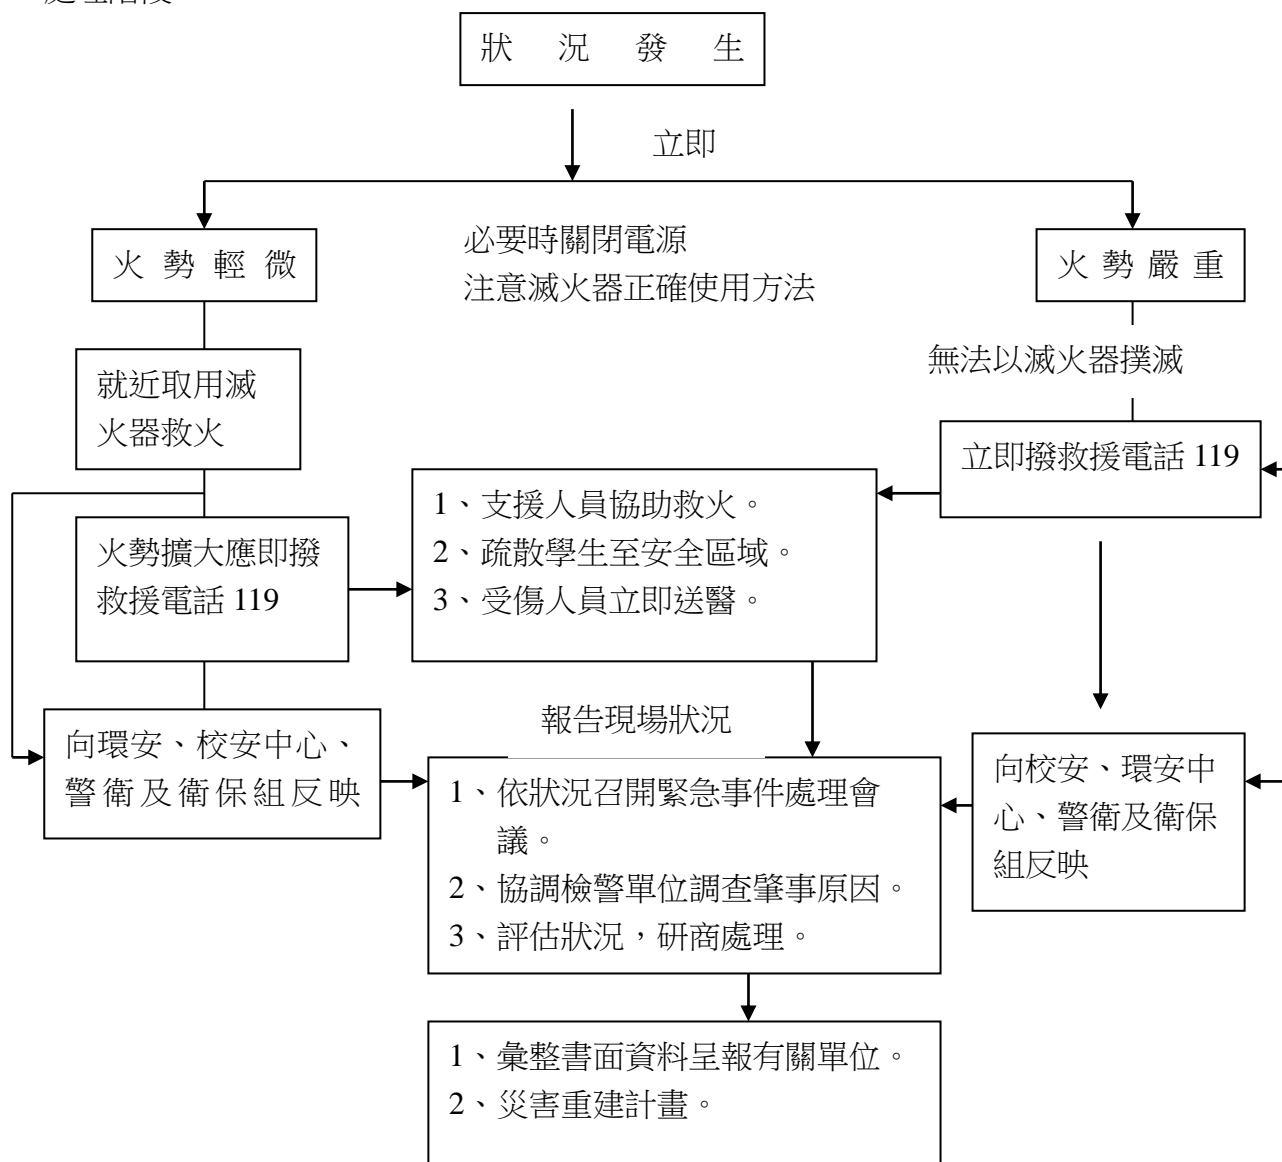 狀況發生
立即
火勢輕微
必要時關閉電源
注意滅火器正確使用方法
火勢嚴重
無法以滅火器撲滅
就近取用滅
火器救火
立即撥救援電話 119
1、支援人員協助救火。
2、疏散學生至安全區域。
3、受傷人員立即送醫。
火勢擴大應即撥
救援電話 119
報告現場狀況
向環安、校安中心、
警衛及衛保組反映
1、依狀況召開緊急事件處理會
議。
2、協調檢警單位調查肇事原因。
3、評估狀況，研商處理。
向校安、環安中
心、警衛及衛保
組反映
1、彙整書面資料呈報有關單位。
2、災害重建計畫。